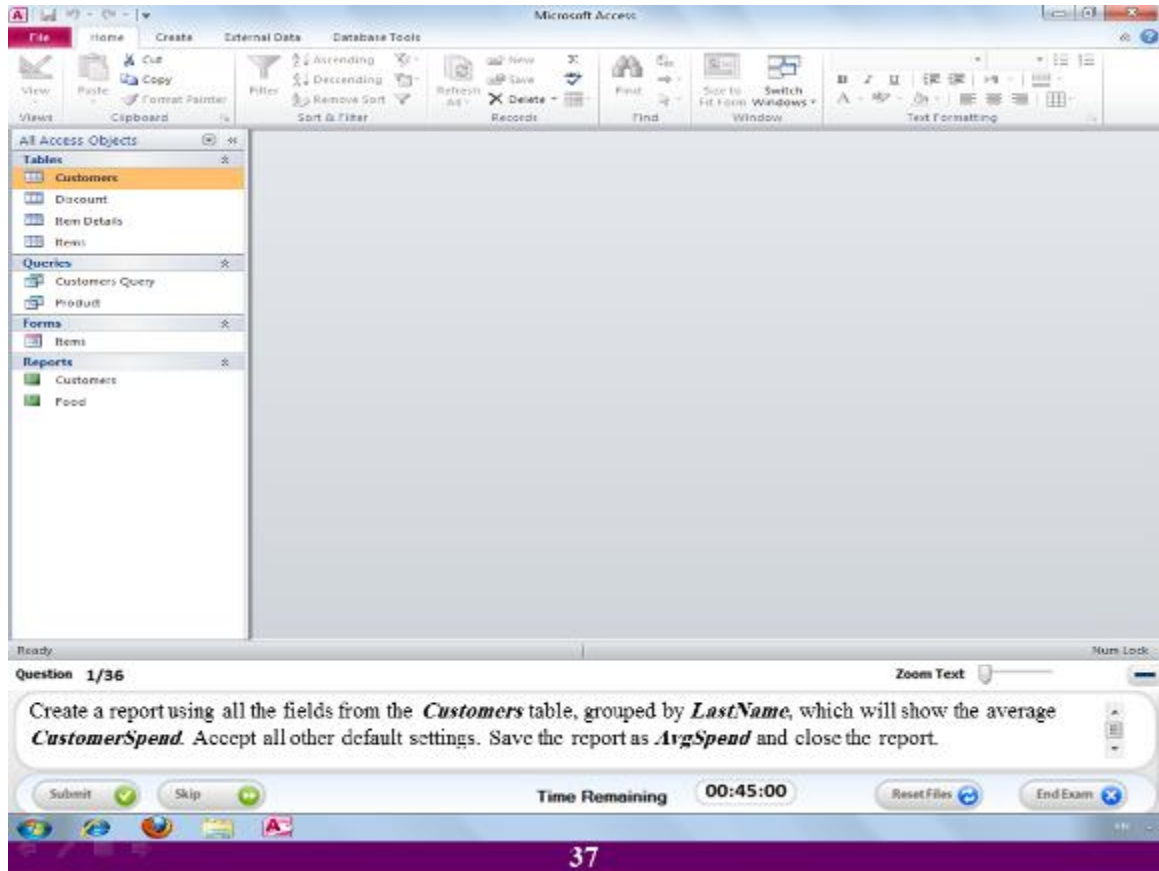 Microsoft Access
File Home Create External Data Database Tools
View
Views
Paste
Cut
Copy
Format Painter
Clipboard
Filter
Ascending
Descending
Remove Sort
Sort & Filter
Refresh All
New
Save
Delete
Records
Find
Find
Size to Fit Form
Switch Windows
Window
Text Formatting
All Access Objects
Tables
Customers
Discount
Item Details
Items
Queries
Customers Query
Product
Forms
Items
Reports
Customers
Food
Ready
Num Lock
Question 1/36
Zoom Text
Create a report using all the fields from the Customers table, grouped by LastName, which will show the average
CustomerSpend. Accept all other default settings. Save the report as AvgSpend and close the report.
Submit
Skip
Time Remaining 00:45:00
Reset Files
End Exam
EN
37